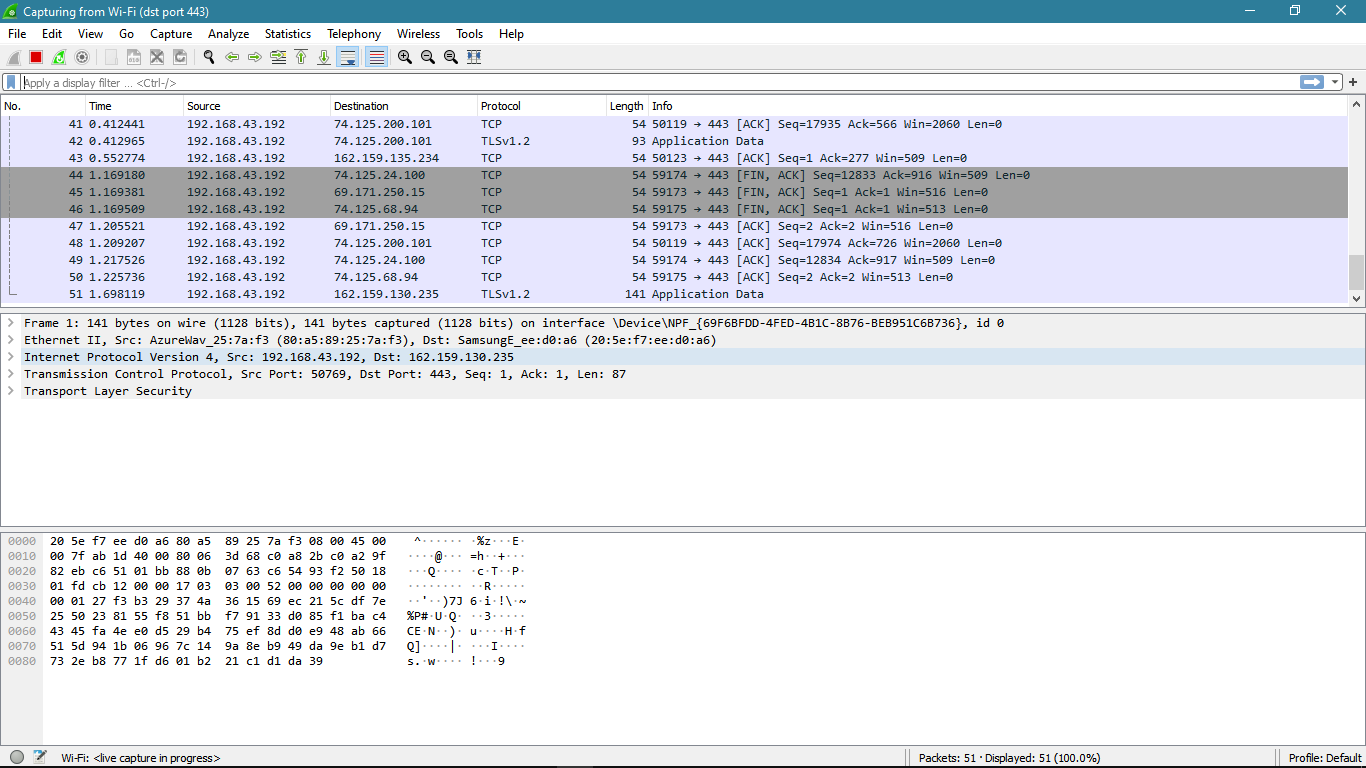 Capturing from Wi-Fi (dst port 443)
File Edit View Go Capture Analyze Statistics Telephony Wireless Tools Help
Apply a display filter ... <Ctrl-/>
No. Time Source Destination Protocol Length Info
41 0.412441 192.168.43.192 74.125.200.101 TCP 54 50119 → 443 [ACK] Seq=17935 Ack=566 Win=2060 Len=0
42 0.412965 192.168.43.192 74.125.200.101 TLSv1.2 93 Application Data
43 0.552774 192.168.43.192 162.159.135.234 TCP 54 50123 → 443 [ACK] Seq=1 Ack=277 Win=509 Len=0
44 1.169180 192.168.43.192 74.125.24.100 TCP 54 59174 → 443 [FIN, ACK] Seq=12833 Ack=916 Win=509 Len=0
45 1.169381 192.168.43.192 69.171.250.15 TCP 54 59173 → 443 [FIN, ACK] Seq=1 Ack=1 Win=516 Len=0
46 1.169509 192.168.43.192 74.125.68.94 TCP 54 59175 → 443 [FIN, ACK] Seq=1 Ack=1 Win=513 Len=0
47 1.205521 192.168.43.192 69.171.250.15 TCP 54 59173 → 443 [ACK] Seq=2 Ack=2 Win=516 Len=0
48 1.209207 192.168.43.192 74.125.200.101 TCP 54 50119 → 443 [ACK] Seq=17974 Ack=726 Win=2060 Len=0
49 1.217526 192.168.43.192 74.125.24.100 TCP 54 59174 → 443 [ACK] Seq=12834 Ack=917 Win=509 Len=0
50 1.225736 192.168.43.192 74.125.68.94 TCP 54 59175 → 443 [ACK] Seq=2 Ack=2 Win=513 Len=0
51 1.698119 192.168.43.192 162.159.130.235 TLSv1.2 141 Application Data
Frame 1: 141 bytes on wire (1128 bits), 141 bytes captured (1128 bits) on interface \Device\NPF_{69F6BFDD-4FED-4B1C-8B76-BEB951C6B736}, id 0
Ethernet II, Src: AzureWav_25:7a:f3 (80:a5:89:25:7a:f3), Dst: SamsungE_ee:d0:a6 (20:5e:f7:ee:d0:a6)
Internet Protocol Version 4, Src: 192.168.43.192, Dst: 162.159.130.235
Transmission Control Protocol, Src Port: 50769, Dst Port: 443, Seq: 1, Ack: 1, Len: 87
Transport Layer Security
0000 20 5e f7 ee d0 a6 80 a5 89 25 7a f3 08 00 45 00 ^······ ·%z···E·
0010 00 7f ab 1d 40 00 80 06 3d 68 c0 a8 2b c0 a2 9f ····@··· =h··+···
0020 82 eb c6 51 01 bb 88 0b 07 63 c6 54 93 f2 50 18 ···Q···· ·c·T··P·
0030 01 fd cb 12 00 00 17 03 03 00 52 00 00 00 00 00 ········ ··R·····
0040 00 01 27 f3 b3 29 37 4a 36 15 69 ec 21 5c df 7e ··'··)7J 6·i·!\·~
0050 25 50 23 81 55 f8 51 bb f7 91 33 d0 85 f1 ba c4 %P#·U·Q· ··3·····
0060 43 45 fa 4e e0 d5 29 b4 75 ef 8d d0 e9 48 ab 66 CE·N··)· u····H·f
0070 51 5d 94 1b 06 96 7c 14 9a 8e b9 49 da 9e b1 d7 Q]····|· ···I····
0080 73 2e b8 77 1f d6 01 b2 21 c1 d1 da 39 s.·w···· !···9
Wi-Fi: <live capture in progress> Packets: 51 · Displayed: 51 (100.0%) Profile: Default